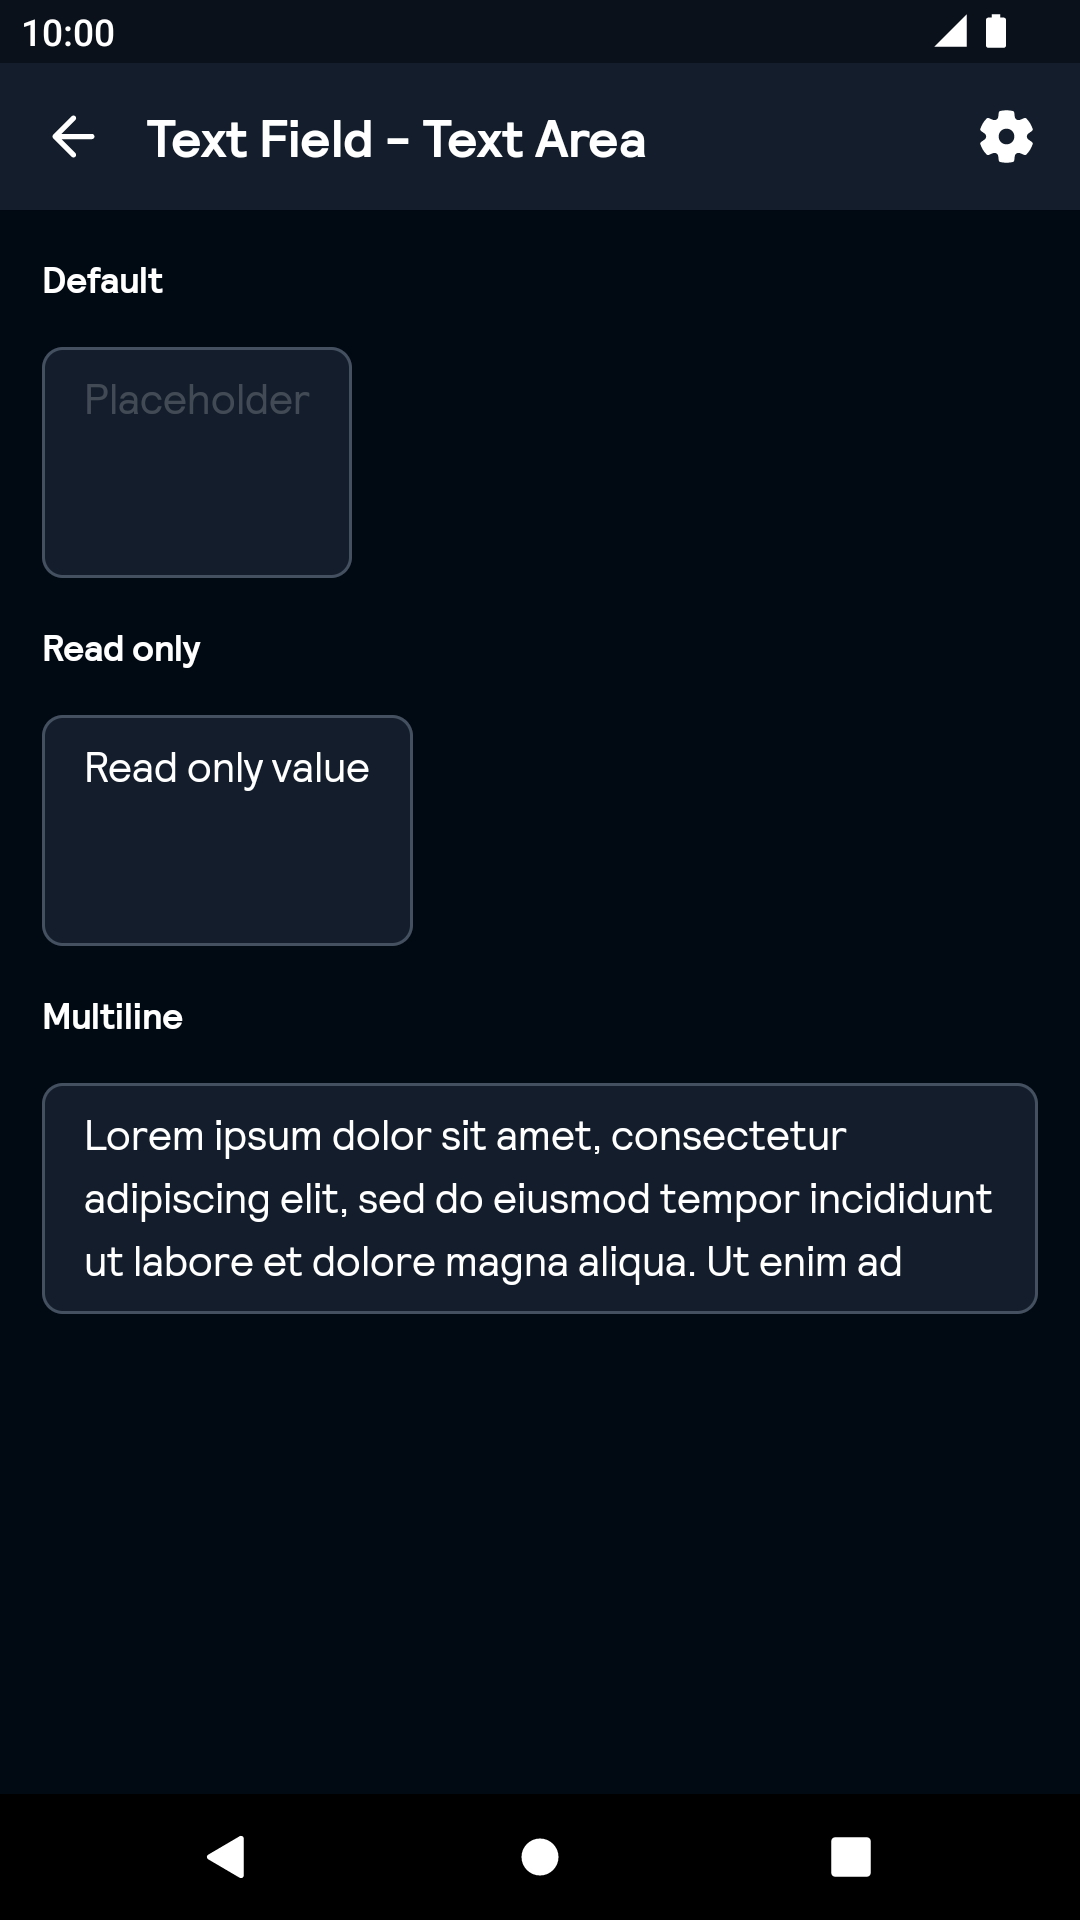 10:00
Text Field - Text Area
Default
Placeholder
Read only
Read only value
Multiline
Lorem ipsum dolor sit amet, consectetur
adipiscing elit, sed do eiusmod tempor incididunt
ut labore et dolore magna aliqua. Ut enim ad